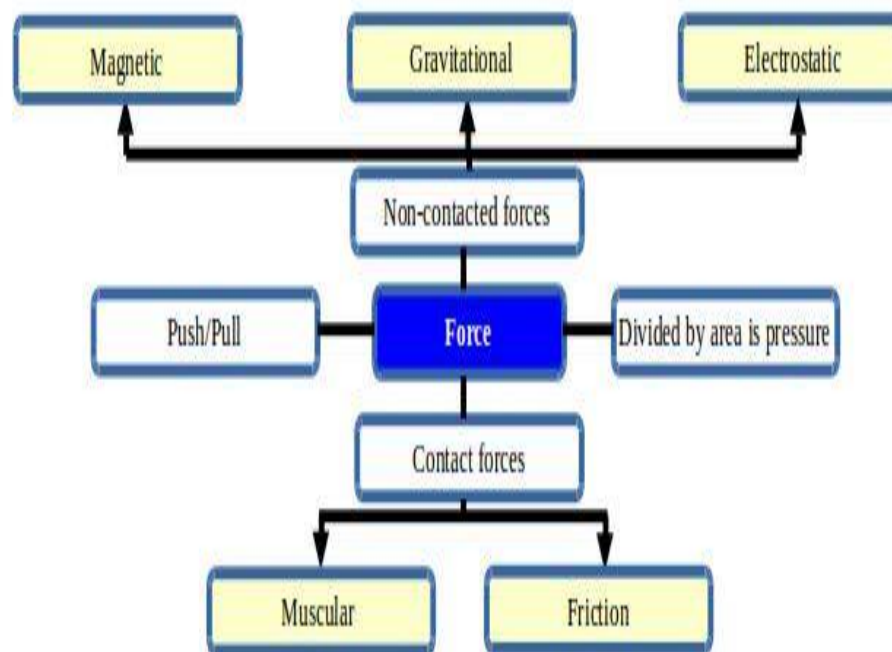 Magnetic
Gravitational
Electrostatic
Non-contacted forces
Push/Pull
Force
Divided by area is pressure
Contact forces
Muscular
Friction